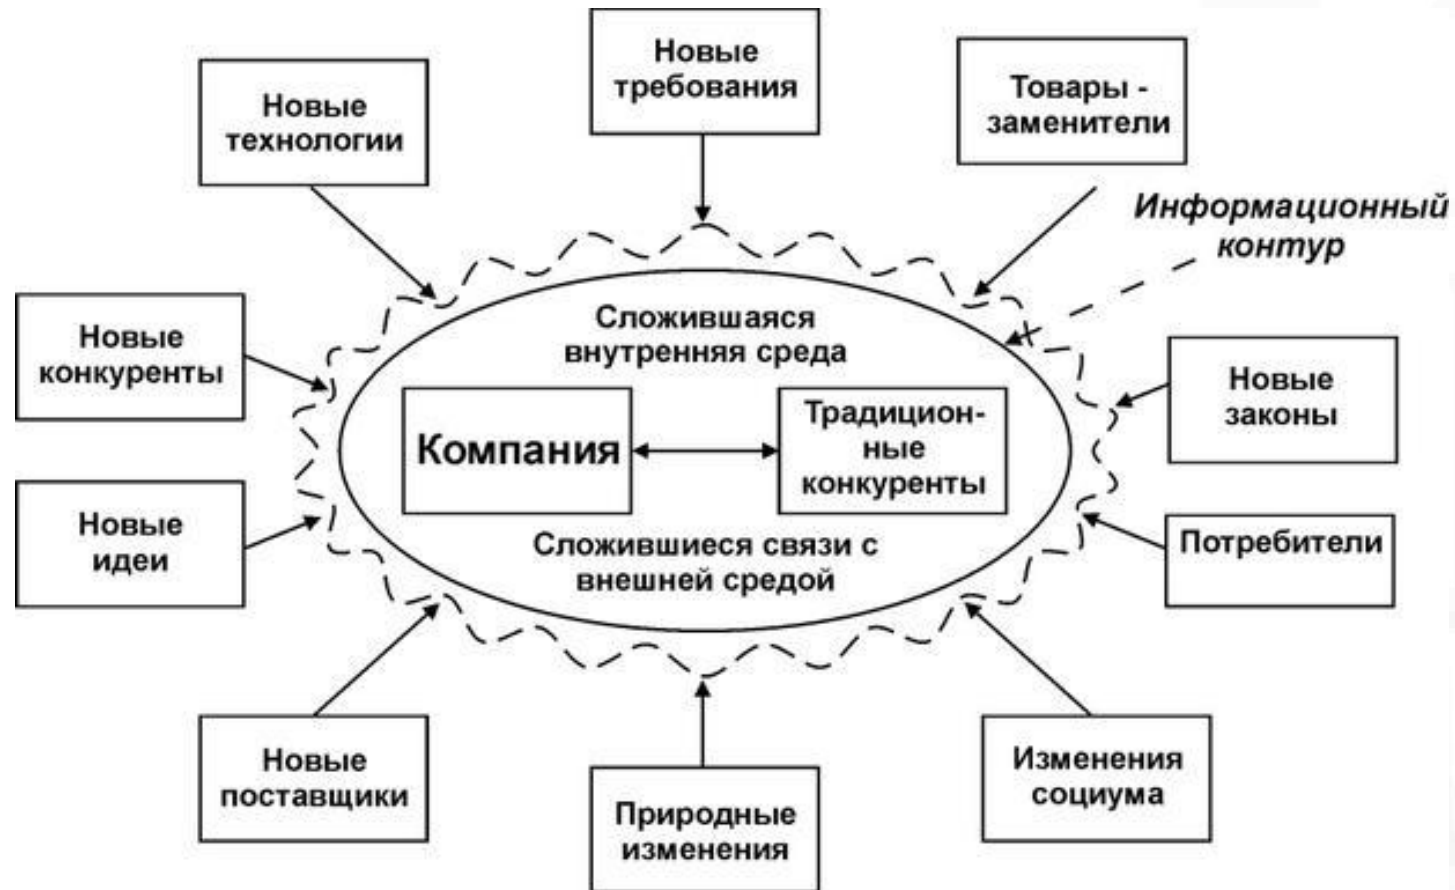 Новые
требования
Товары -
заменители
Новые
технологии
Информационный
контур
Сложившаяся
внутренняя среда
Новые
конкуренты
Новые
законы
Компания
Традицион-
ные
конкуренты
Новые
идеи
Потребители
Сложившиеся связи с
внешней средой
Новые
поставщики
Изменения
социума
Природные
изменения